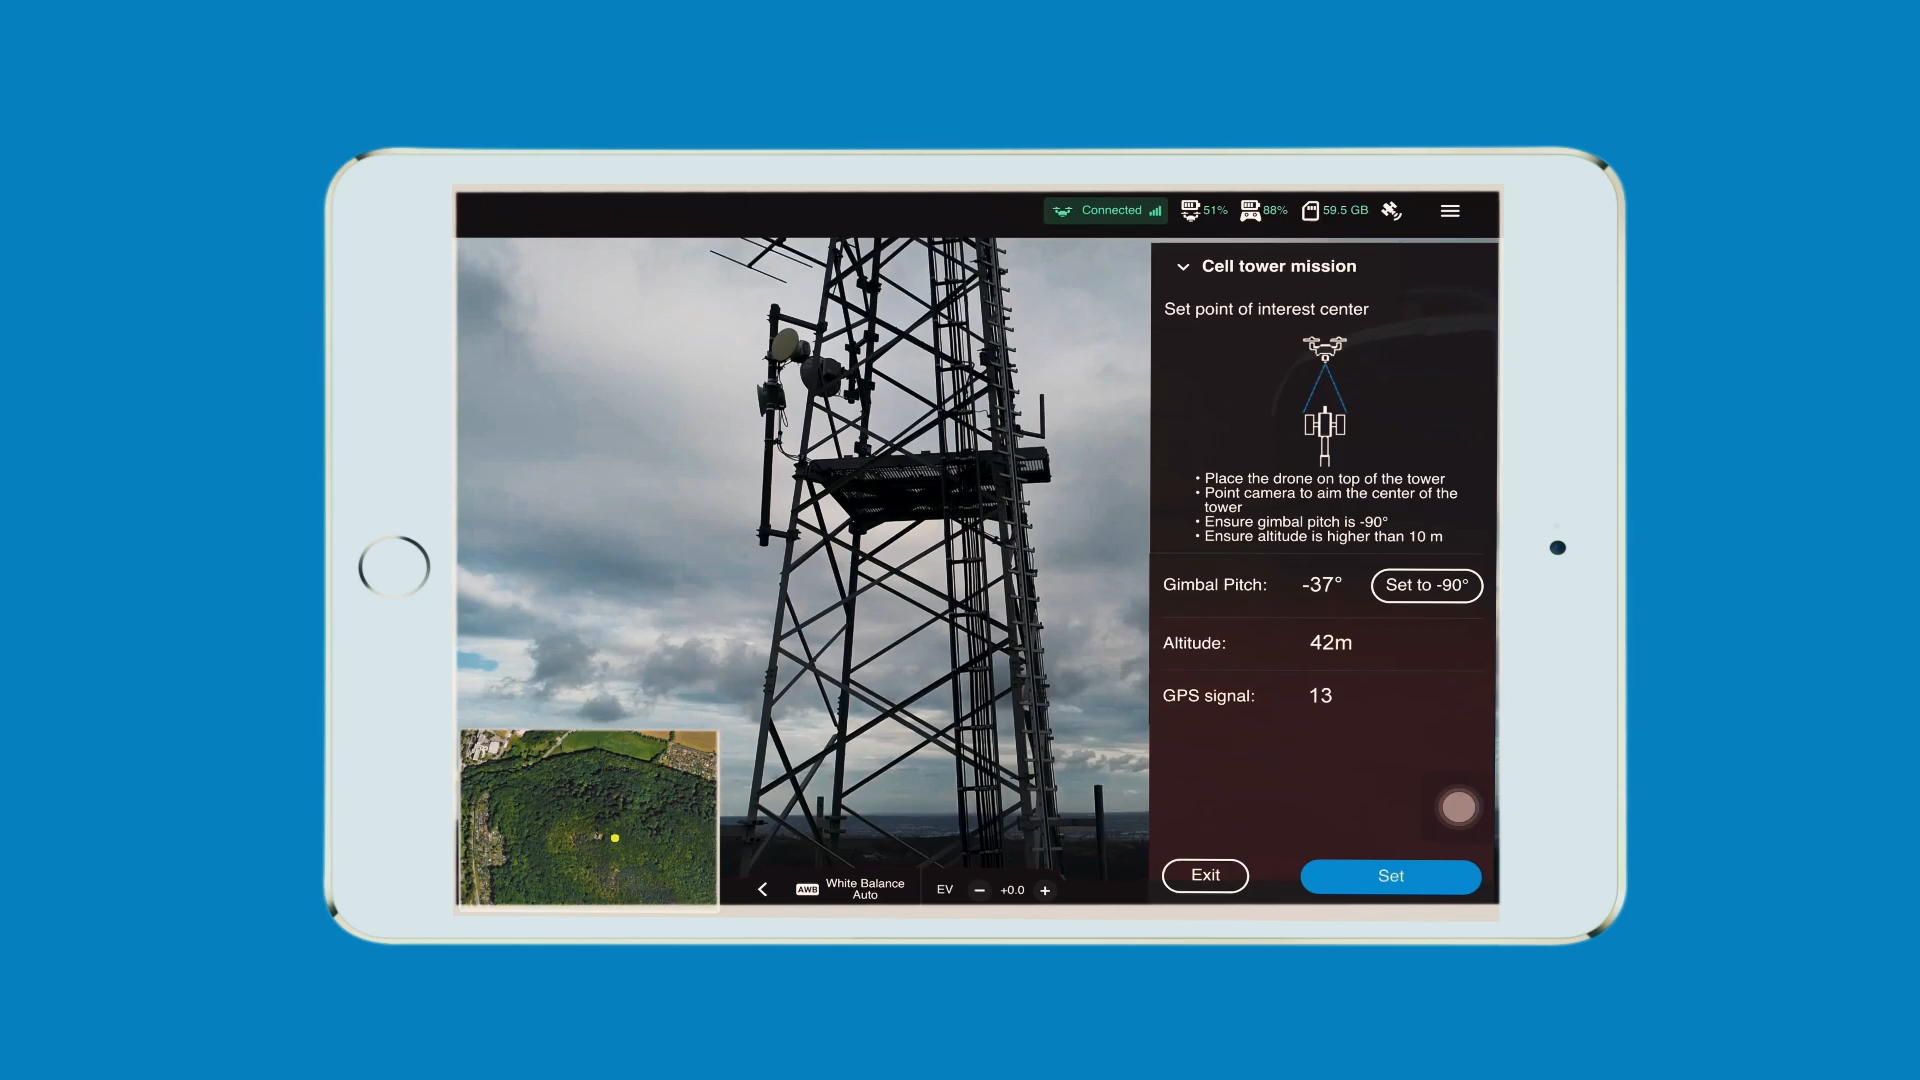 Connected
51%
88%
59.5 GB
Cell tower mission
Set point of interest center
• Place the drone on top of the tower
• Point camera to aim the center of the
tower
• Ensure gimbal pitch is -90°
• Ensure altitude is higher than 10 m
Gimbal Pitch: -37° Set to -90°
Altitude: 42m
GPS signal: 13
Exit Set
AWB White Balance
Auto
EV − +0.0 +